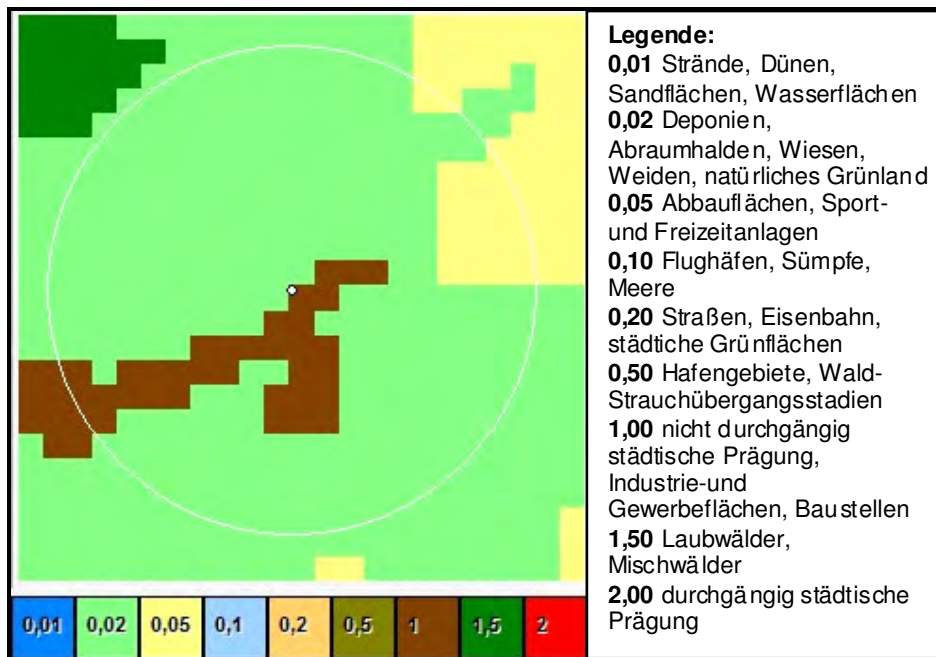 Legende:
0,01 Strände, Dünen,
Sandflächen, Wasserflächen
0,02 Deponien,
Abraumhalden, Wiesen,
Weiden, natürliches Grünland
0,05 Abbauflächen, Sport-
und Freizeitanlagen
0,10 Flughäfen, Sümpfe,
Meere
0,20 Straßen, Eisenbahn,
städtiche Grünflächen
0,50 Hafengebiete, Wald-
Strauchübergangsstadien
1,00 nicht durchgängig
städtische Prägung,
Industrie-und
Gewerbeflächen, Baustellen
1,50 Laubwälder,
Mischwälder
2,00 durchgängig städtische
Prägung
0,01 0,02 0,05 0,1 0,2 0,5 1 1,5 2